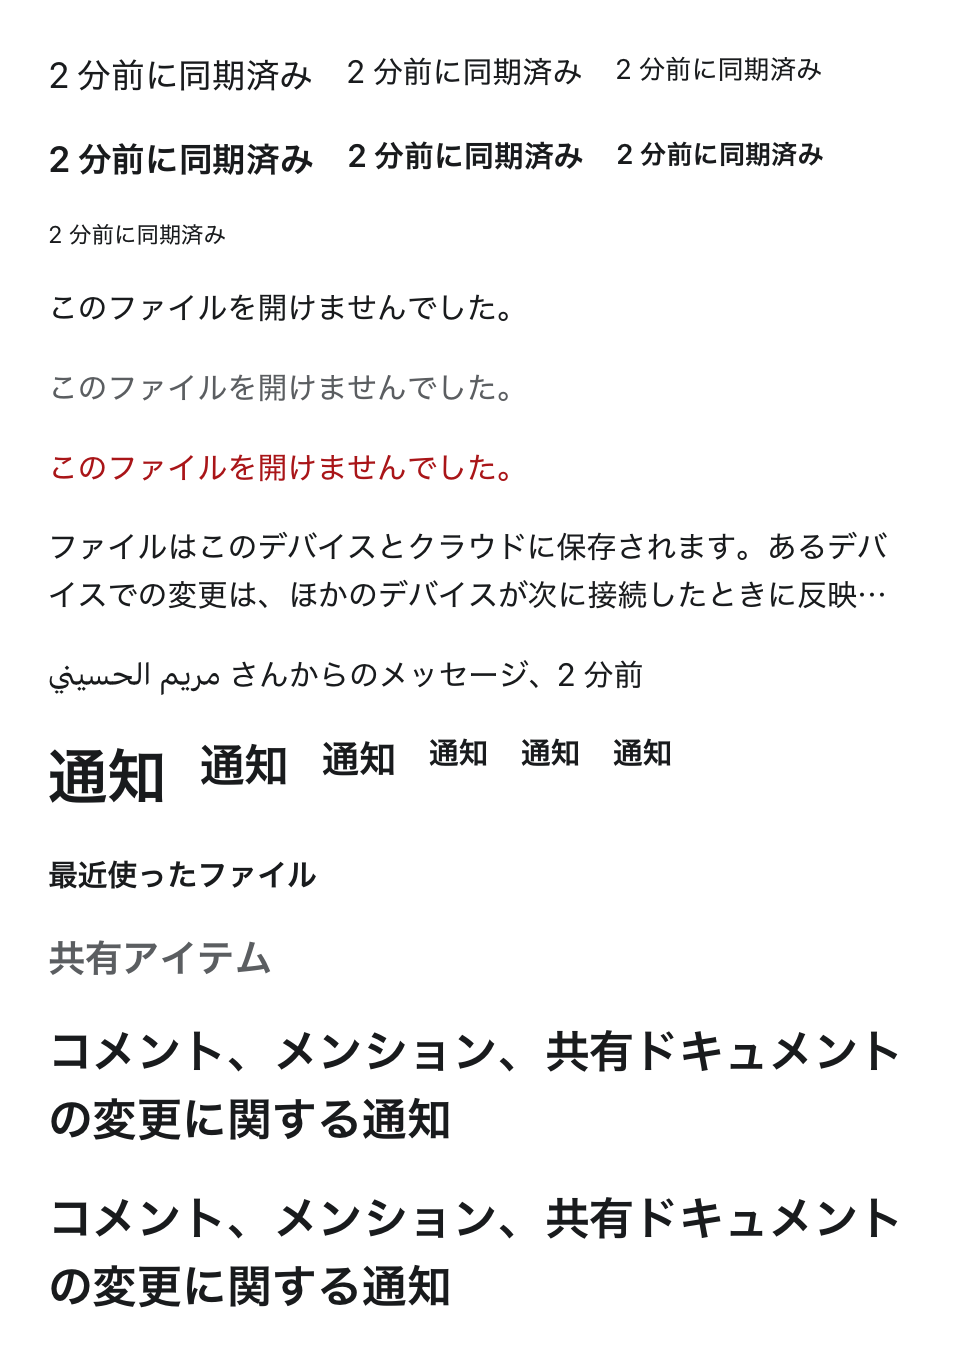 2 分前に同期済み 2 分前に同期済み 2 分前に同期済み
2 分前に同期済み 2 分前に同期済み 2 分前に同期済み
2 分前に同期済み
このファイルを開けませんでした。
このファイルを開けませんでした。
このファイルを開けませんでした。
ファイルはこのデバイスとクラウドに保存されます。あるデバ
イスでの変更は、ほかのデバイスが次に接続したときに反映…
مريم الحسيني さんからのメッセージ、2 分前
通知 通知 通知 通知 通知 通知
最近使ったファイル
共有アイテム
コメント、メンション、共有ドキュメント
の変更に関する通知
コメント、メンション、共有ドキュメント
の変更に関する通知